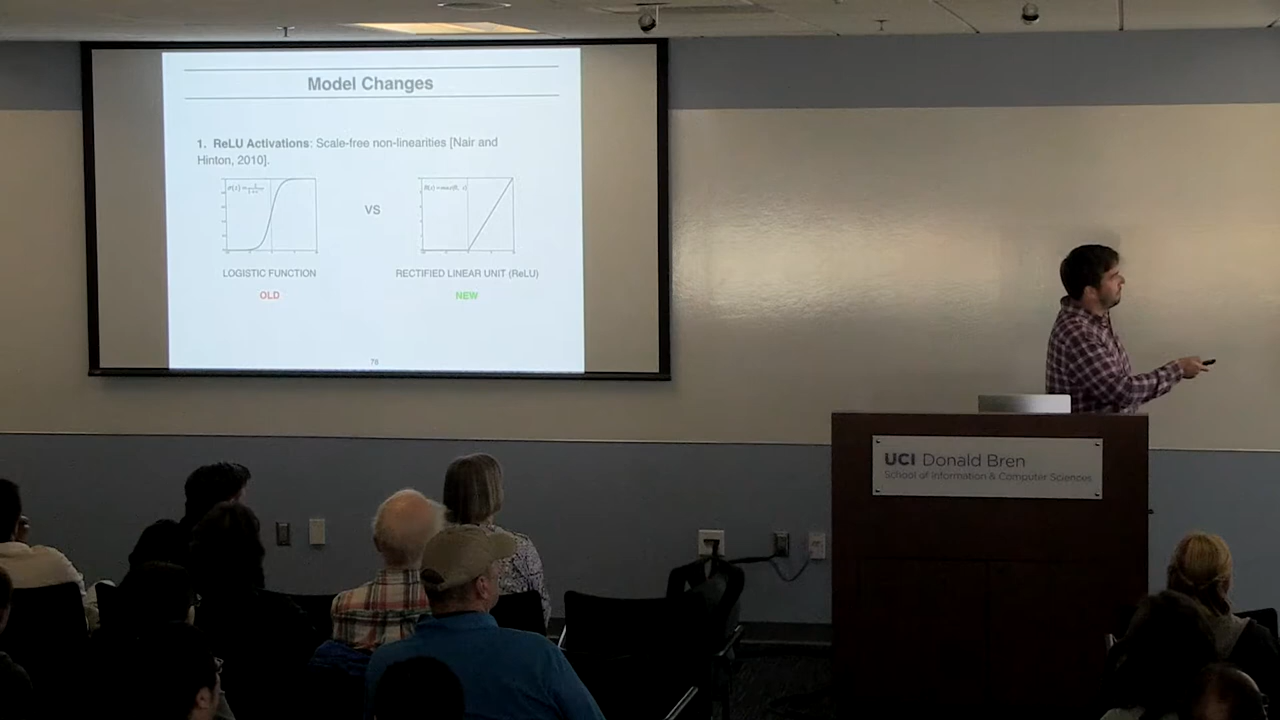 Model Changes
1. ReLU Activations: Scale-free non-linearities [Nair and
Hinton, 2010].
VS
LOGISTIC FUNCTION
RECTIFIED LINEAR UNIT (ReLU)
OLD
NEW
UCI Donald Bren
School of Information & Computer Sciences